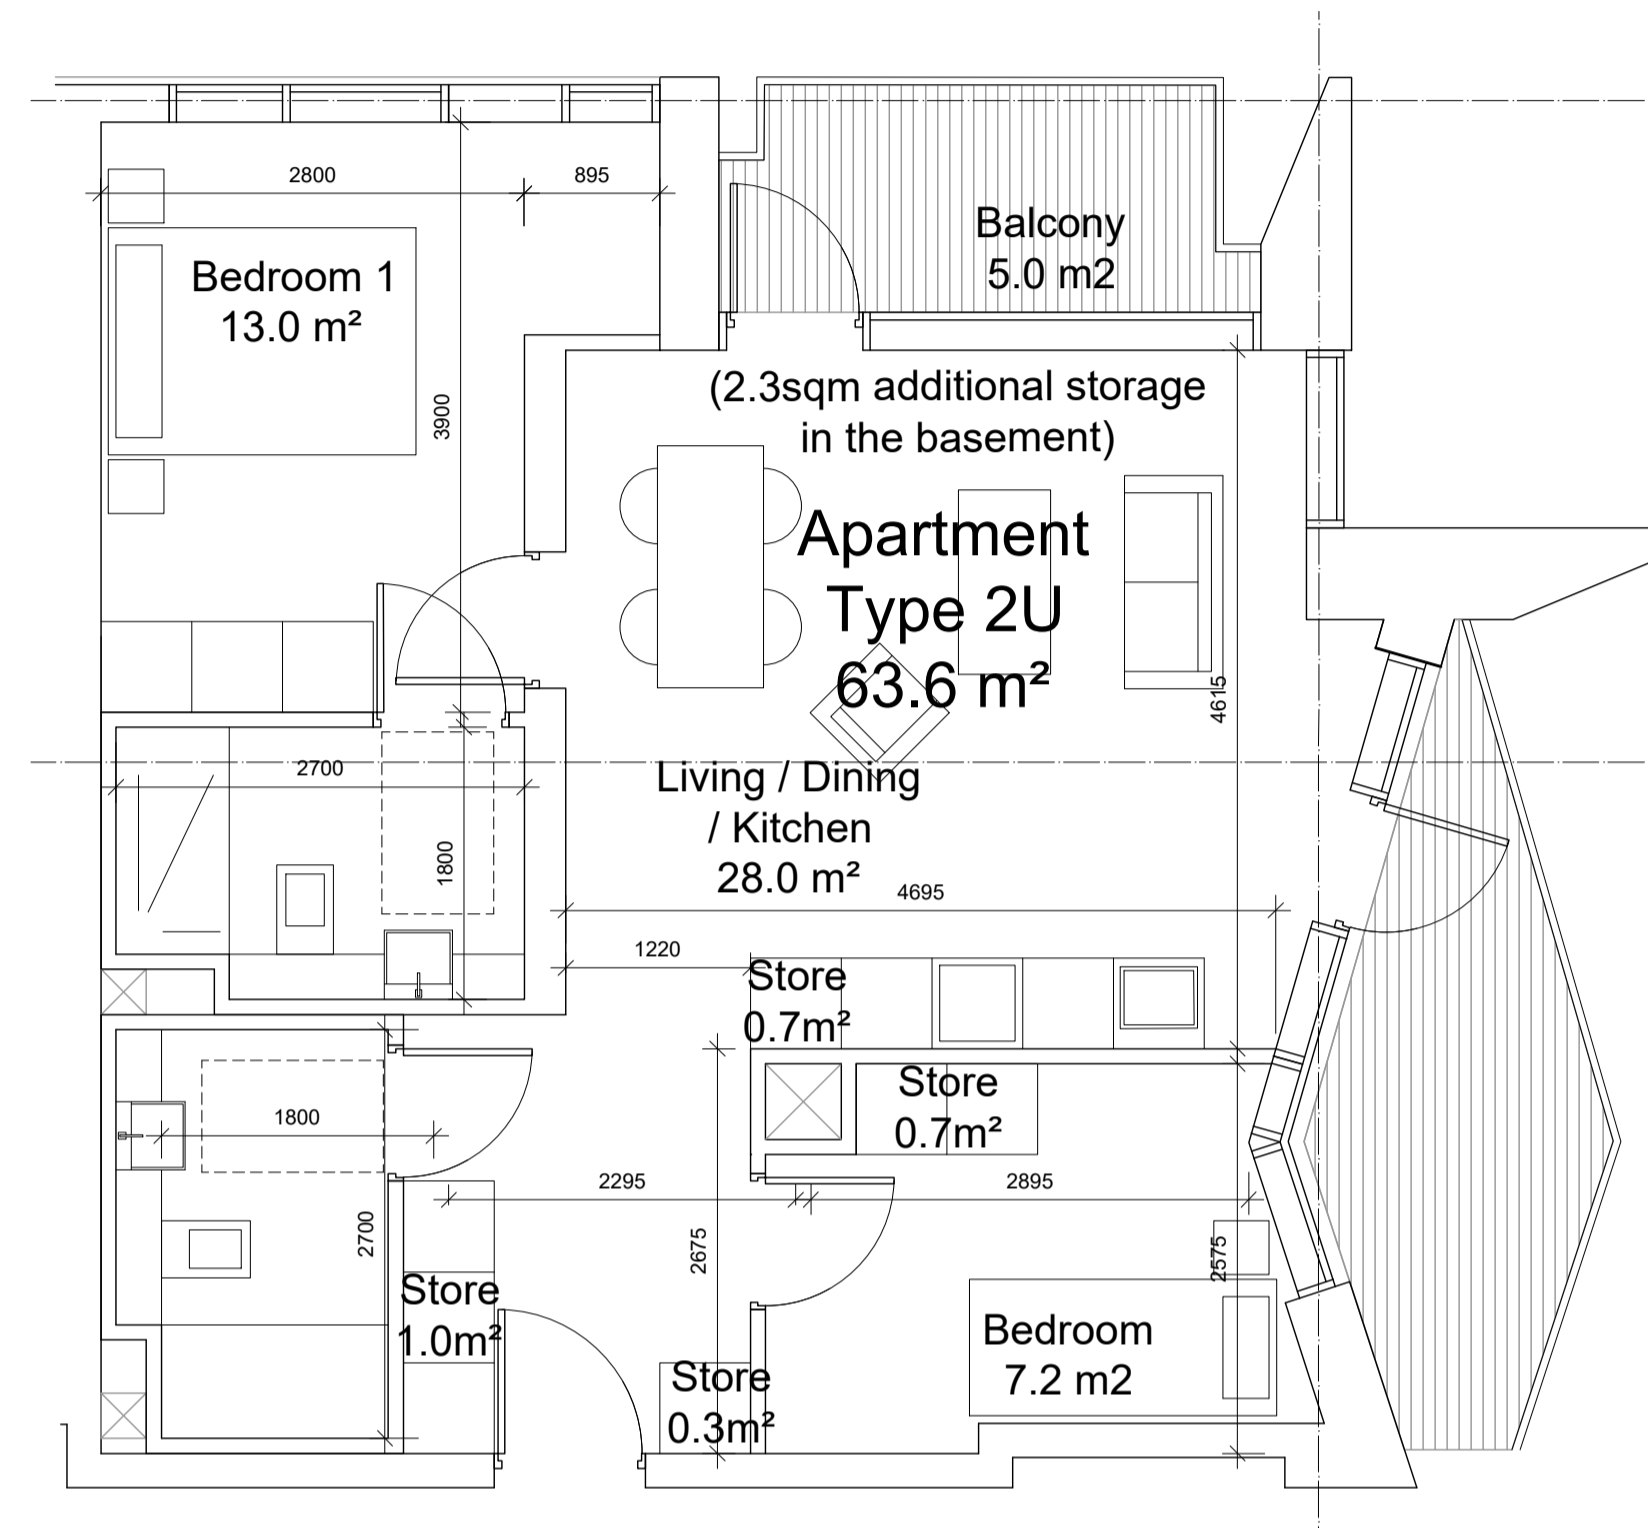 2800
895
Bedroom 1
13.0 m²
3900
Balcony
5.0 m2
(2.3sqm additional storage
in the basement)
Apartment
Type 2U
63.6 m²
4615
Living / Dining
/ Kitchen
28.0 m²
2700
1800
4695
1220
Store
0.7m²
Store
0.7m²
1800
2700
2295
2895
2675
2575
Store
1.0m²
Store
0.3m²
Bedroom
7.2 m2